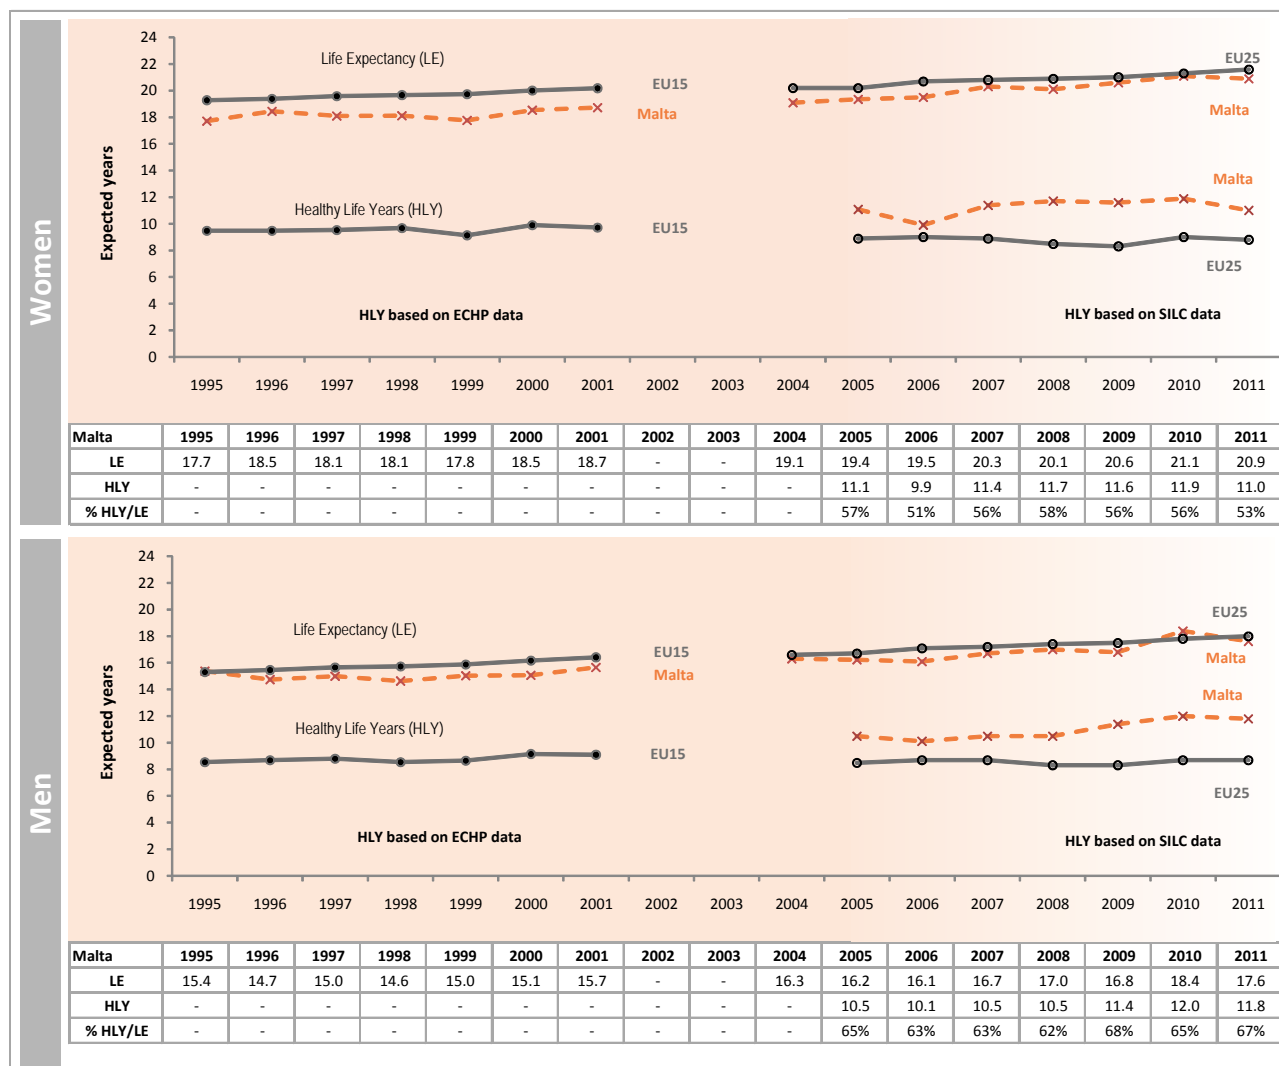 Women
24
22
20
18
16
14
12
10
8
6
4
2
0
Expected years
Life Expectancy (LE)
EU15
Malta
EU25
Malta
Healthy Life Years (HLY)
EU15
Malta
EU25
HLY based on ECHP data
HLY based on SILC data
1995 1996 1997 1998 1999 2000 2001 2002 2003 2004 2005 2006 2007 2008 2009 2010 2011
Malta 1995 1996 1997 1998 1999 2000 2001 2002 2003 2004 2005 2006 2007 2008 2009 2010 2011
LE 17.7 18.5 18.1 18.1 17.8 18.5 18.7 - - 19.1 19.4 19.5 20.3 20.1 20.6 21.1 20.9
HLY - - - - - - - - - - 11.1 9.9 11.4 11.7 11.6 11.9 11.0
% HLY/LE - - - - - - - - - - 57% 51% 56% 58% 56% 56% 53%
Men
24
22
20
18
16
14
12
10
8
6
4
2
0
Expected years
Life Expectancy (LE)
EU15
Malta
EU25
Malta
Healthy Life Years (HLY)
EU15
Malta
EU25
HLY based on ECHP data
HLY based on SILC data
1995 1996 1997 1998 1999 2000 2001 2002 2003 2004 2005 2006 2007 2008 2009 2010 2011
Malta 1995 1996 1997 1998 1999 2000 2001 2002 2003 2004 2005 2006 2007 2008 2009 2010 2011
LE 15.4 14.7 15.0 14.6 15.0 15.1 15.7 - - 16.3 16.2 16.1 16.7 17.0 16.8 18.4 17.6
HLY - - - - - - - - - - 10.5 10.1 10.5 10.5 11.4 12.0 11.8
% HLY/LE - - - - - - - - - - 65% 63% 63% 62% 68% 65% 67%